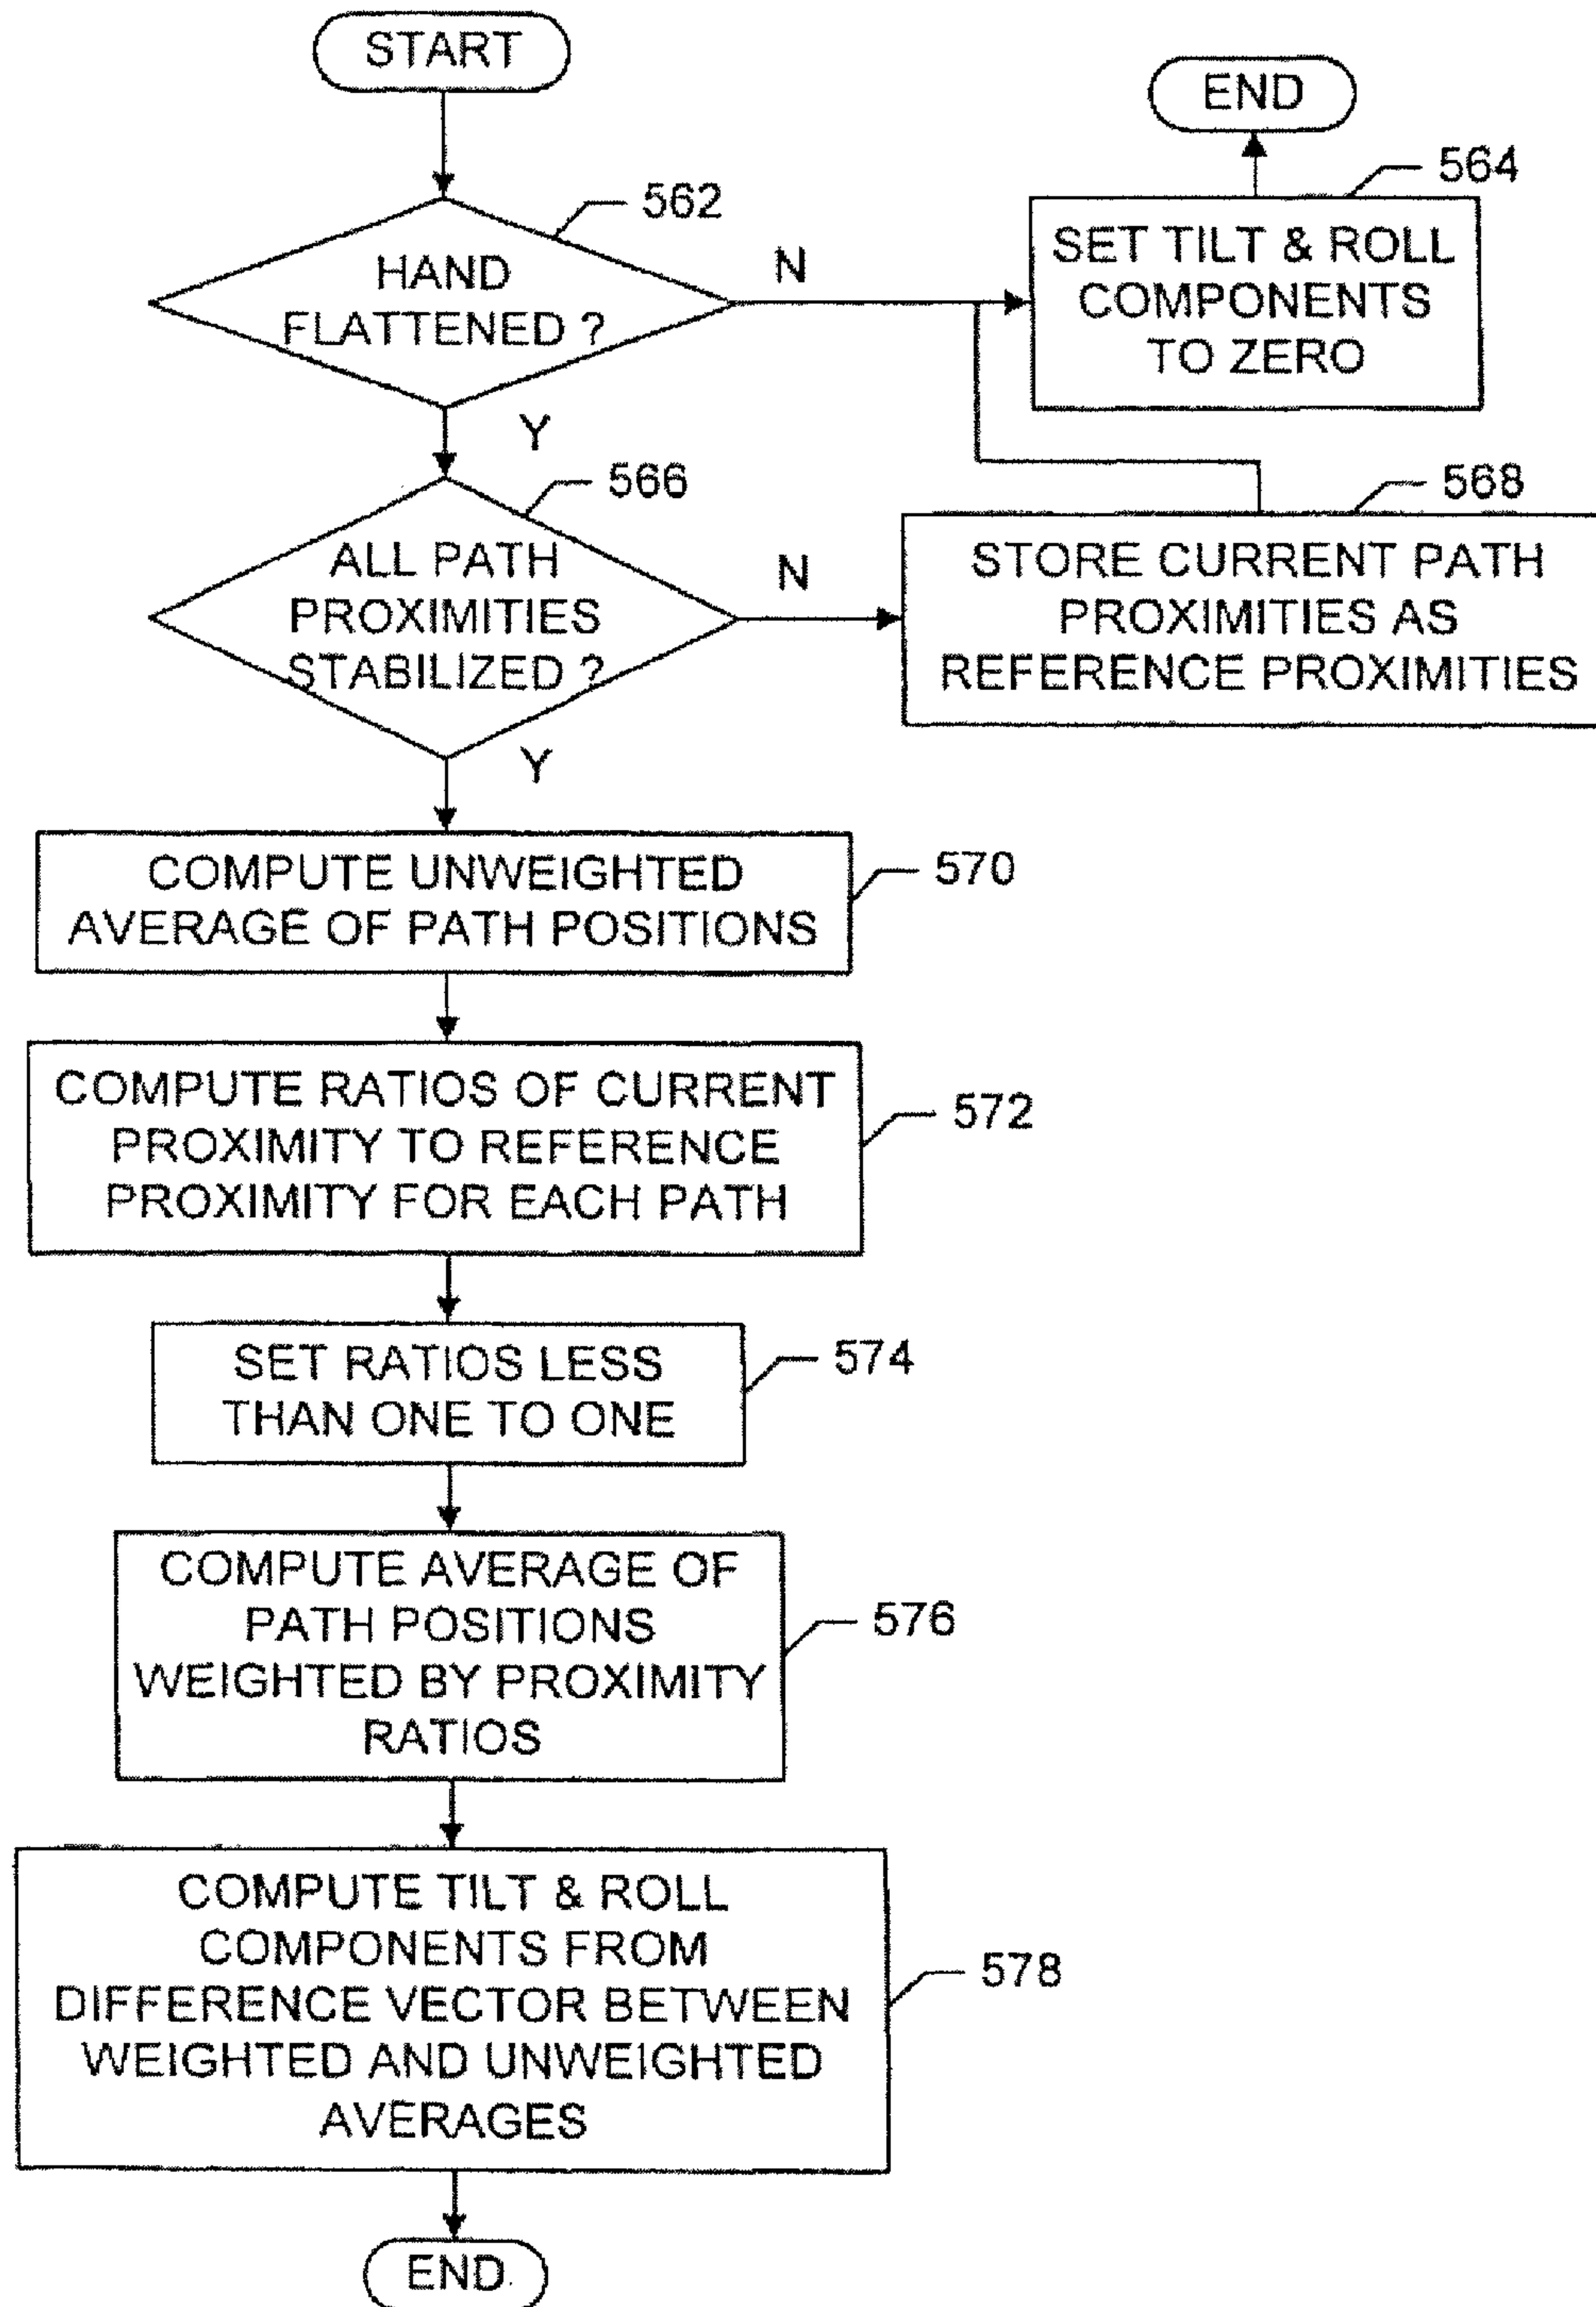 START
END
562
564
HAND
FLATTENED ?
N
SET TILT & ROLL
COMPONENTS
TO ZERO
Y
566
568
ALL PATH
PROXIMITIES
STABILIZED ?
N
STORE CURRENT PATH
PROXIMITIES AS
REFERENCE PROXIMITIES
Y
COMPUTE UNWEIGHTED
AVERAGE OF PATH POSITIONS
570
COMPUTE RATIOS OF CURRENT
PROXIMITY TO REFERENCE
PROXIMITY FOR EACH PATH
572
SET RATIOS LESS
THAN ONE TO ONE
574
COMPUTE AVERAGE OF
PATH POSITIONS
WEIGHTED BY PROXIMITY
RATIOS
576
COMPUTE TILT & ROLL
COMPONENTS FROM
DIFFERENCE VECTOR BETWEEN
WEIGHTED AND UNWEIGHTED
AVERAGES
578
END